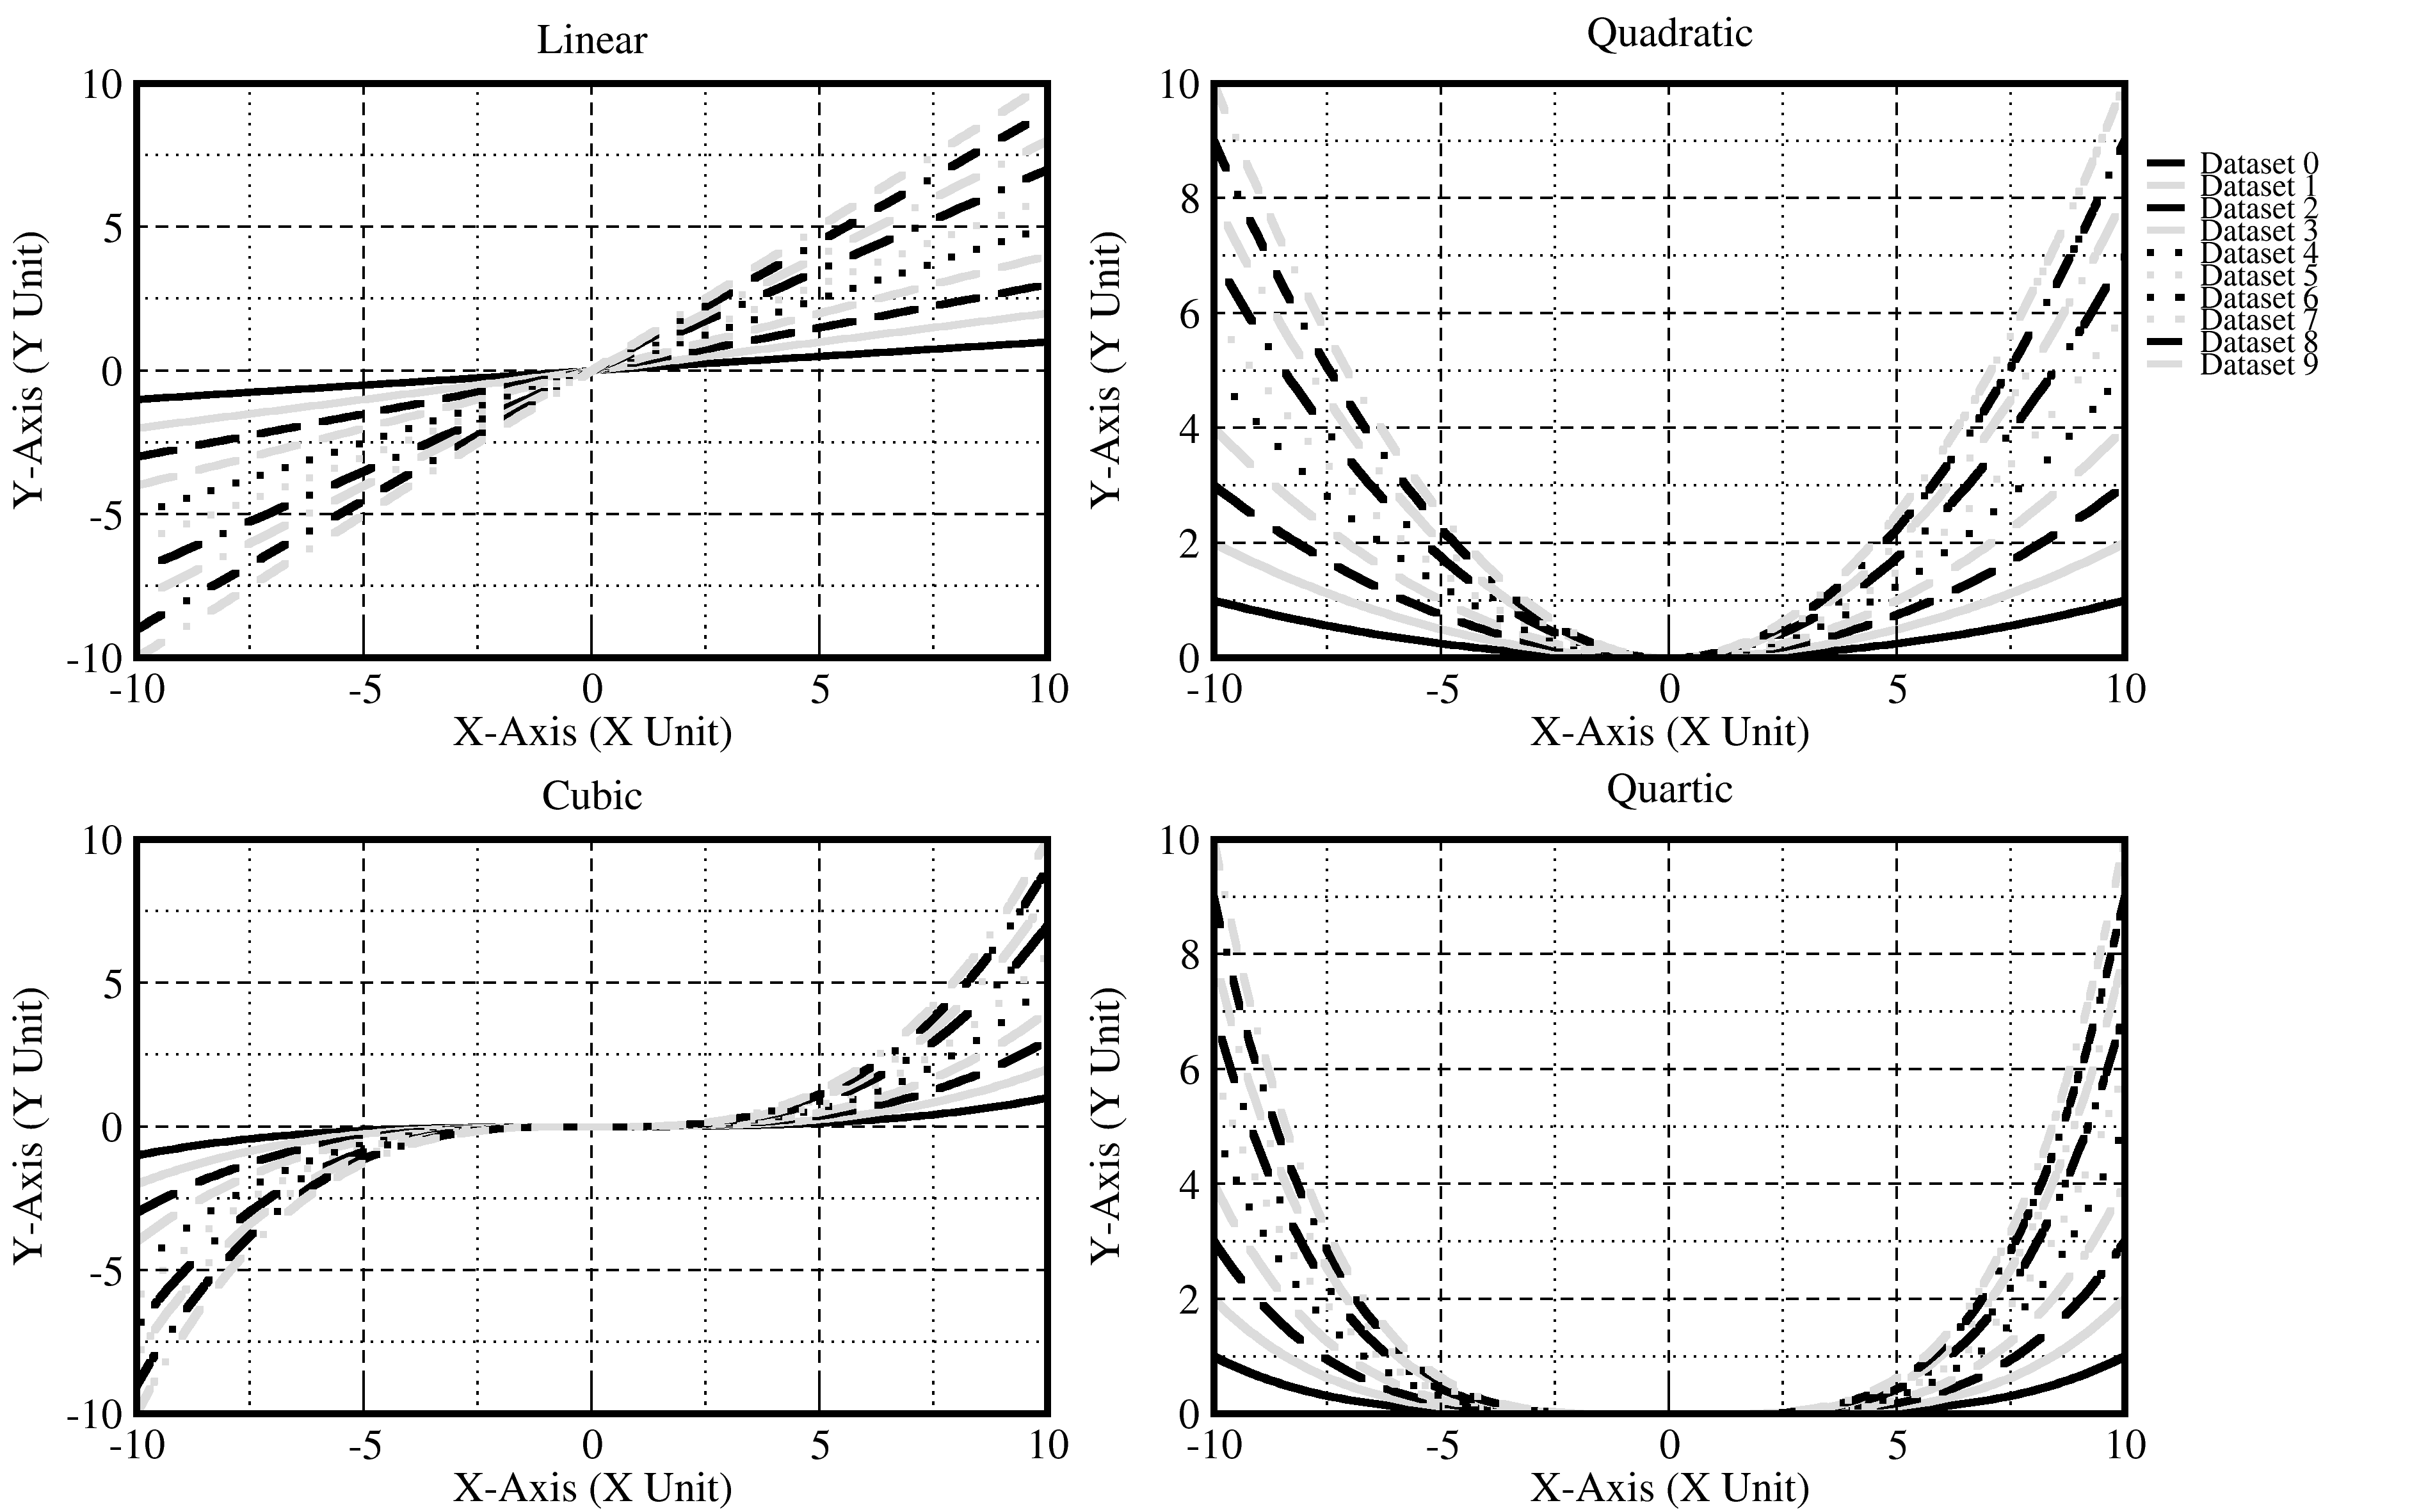 Linear
10
5
0
-5
-10
-10 -5 0 5 10
X-Axis (X Unit)
Y-Axis (Y Unit)
Quadratic
10
8
6
4
2
0
-10 -5 0 5 10
X-Axis (X Unit)
Y-Axis (Y Unit)
Dataset 0
Dataset 1
Dataset 2
Dataset 3
Dataset 4
Dataset 5
Dataset 6
Dataset 7
Dataset 8
Dataset 9
Cubic
10
5
0
-5
-10
-10 -5 0 5 10
X-Axis (X Unit)
Y-Axis (Y Unit)
Quartic
10
8
6
4
2
0
-10 -5 0 5 10
X-Axis (X Unit)
Y-Axis (Y Unit)